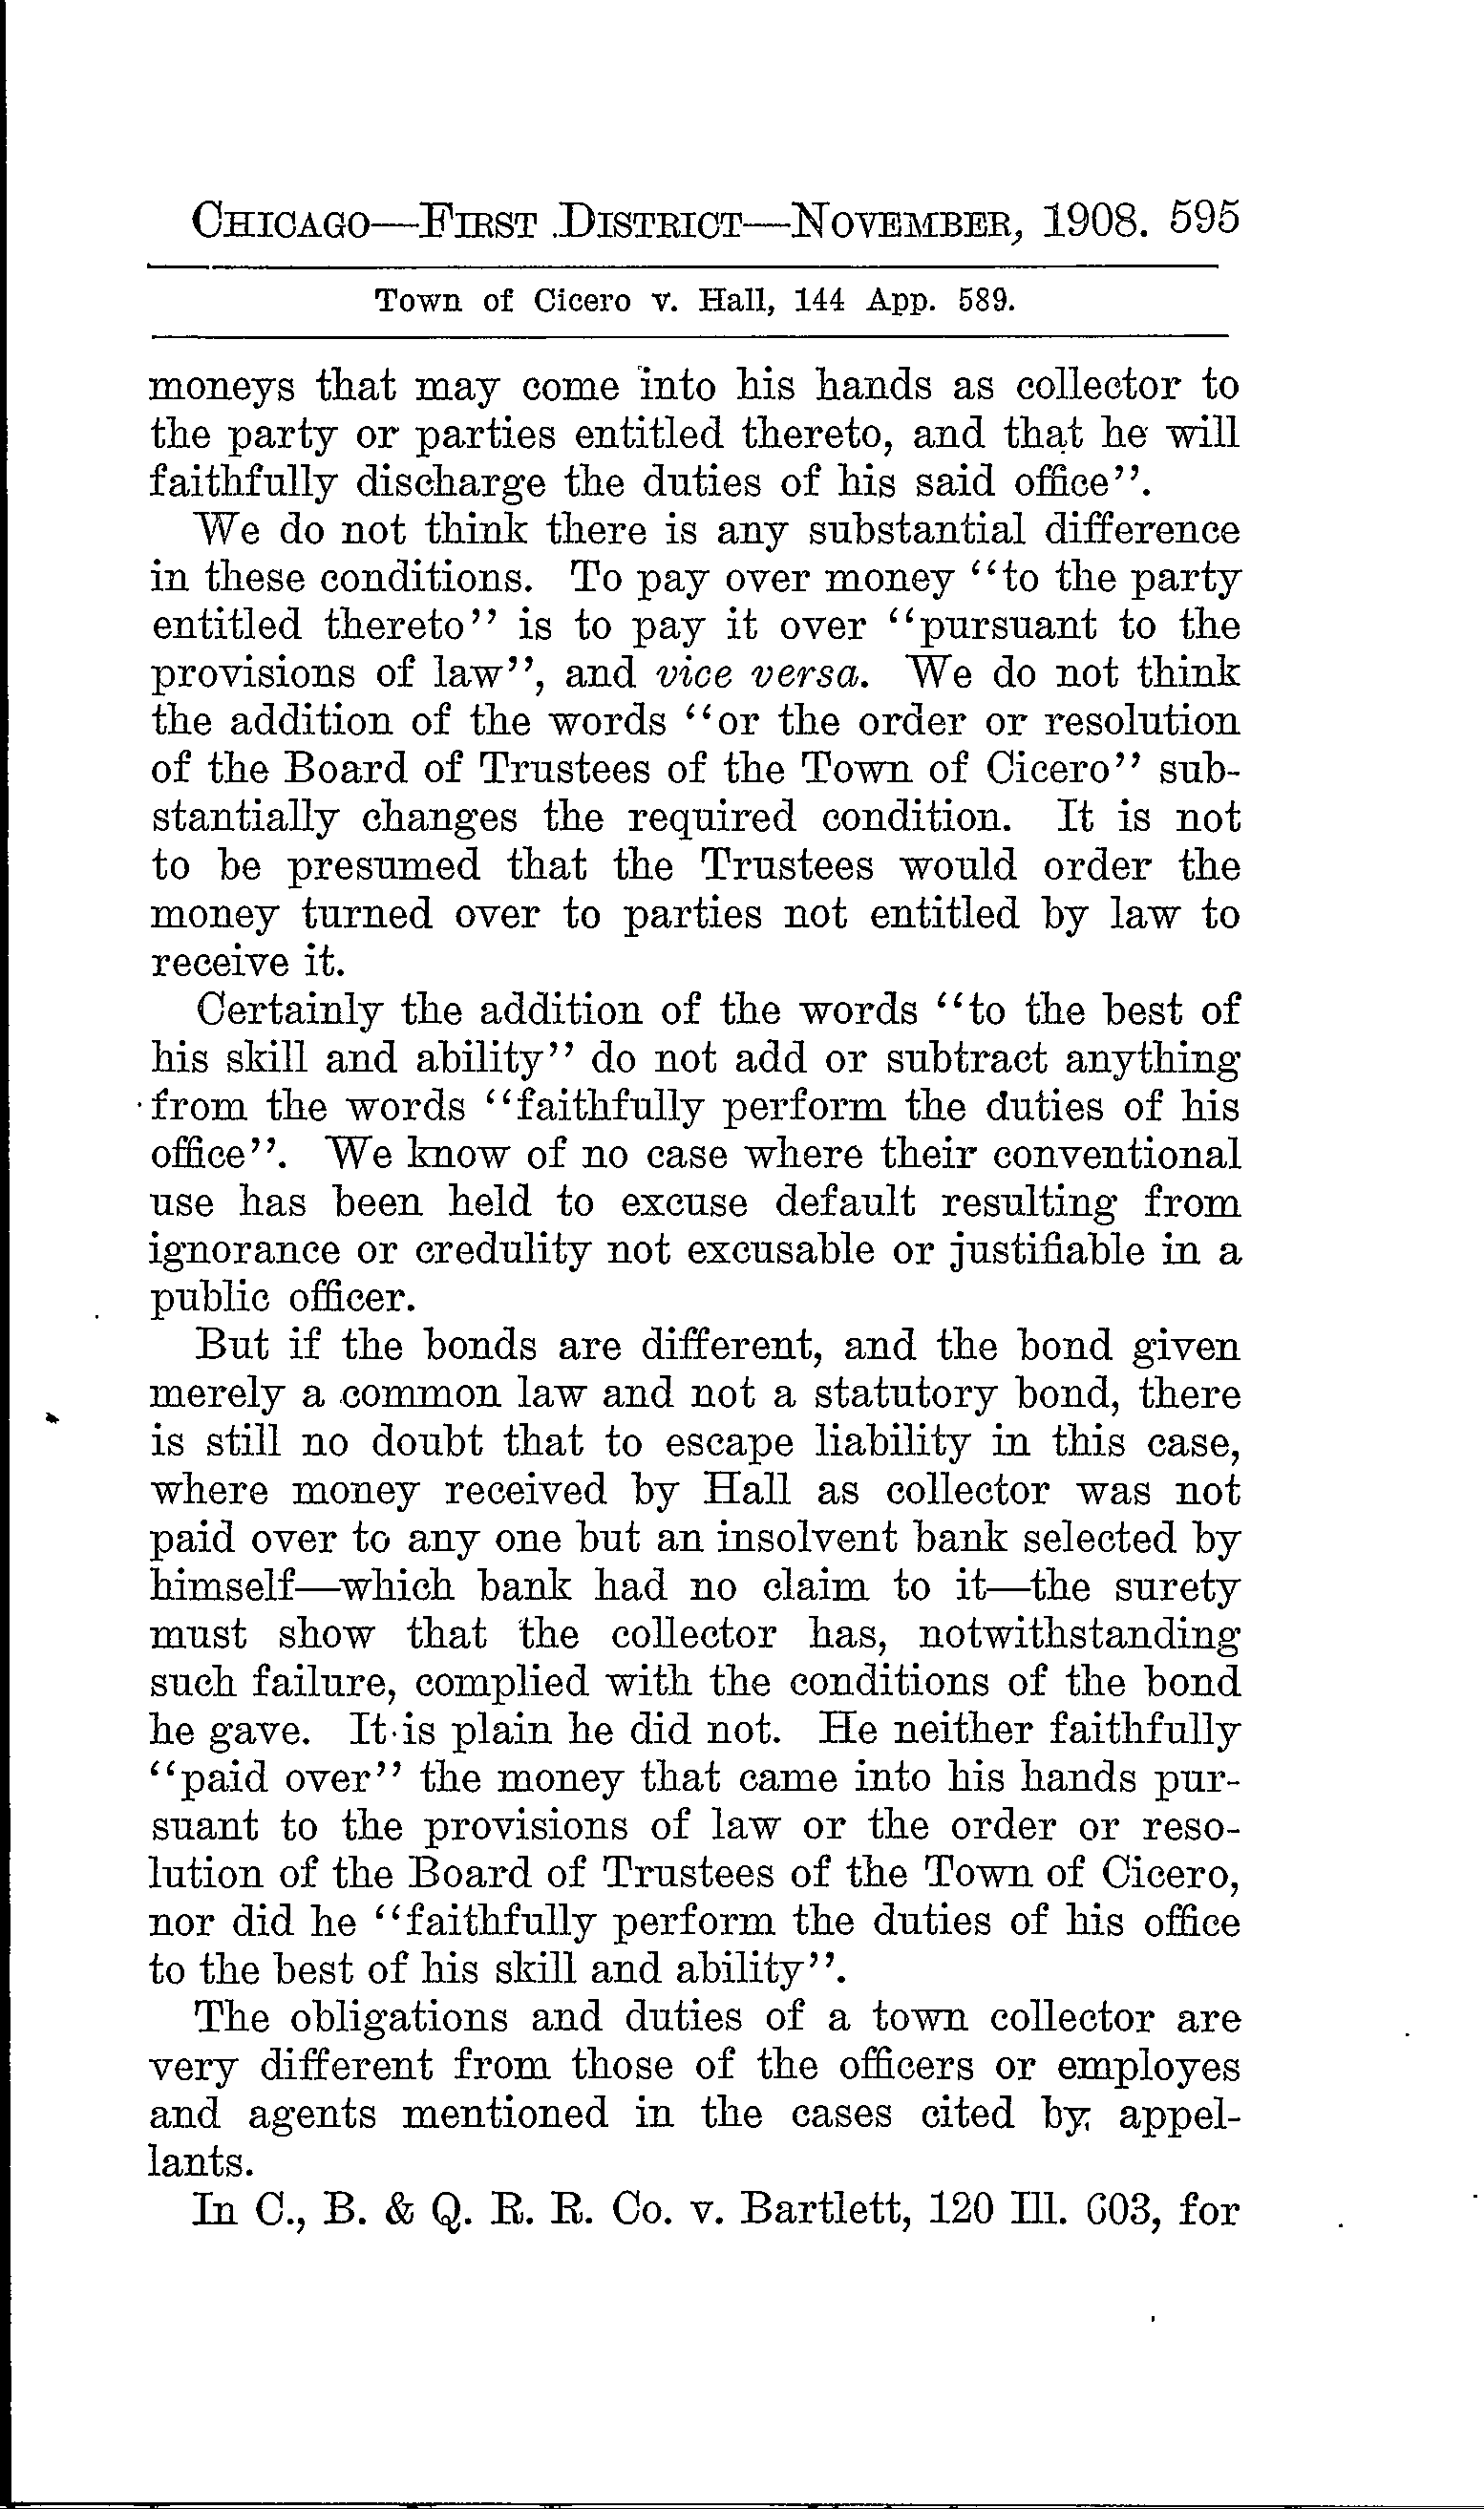 CHICAGO—FIRST DISTRICT—NOVEMBER, 1908. 595
Town of Cicero v. Hall, 144 App. 589.
moneys that may come into his hands as collector to
the party or parties entitled thereto, and that he will
faithfully discharge the duties of his said office”.
We do not think there is any substantial difference
in these conditions. To pay over money “to the party
entitled thereto” is to pay it over “pursuant to the
provisions of law”, and vice versa. We do not think
the addition of the words “or the order or resolution
of the Board of Trustees of the Town of Cicero” sub-
stantially changes the required condition. It is not
to be presumed that the Trustees would order the
money turned over to parties not entitled by law to
receive it.
Certainly the addition of the words “to the best of
his skill and ability” do not add or subtract anything
from the words “faithfully perform the duties of his
office”. We know of no case where their conventional
use has been held to excuse default resulting from
ignorance or credulity not excusable or justifiable in a
public officer.
But if the bonds are different, and the bond given
merely a common law and not a statutory bond, there
is still no doubt that to escape liability in this case,
where money received by Hall as collector was not
paid over to any one but an insolvent bank selected by
himself—which bank had no claim to it—the surety
must show that the collector has, notwithstanding
such failure, complied with the conditions of the bond
he gave. It is plain he did not. He neither faithfully
“paid over” the money that came into his hands pur-
suant to the provisions of law or the order or reso-
lution of the Board of Trustees of the Town of Cicero,
nor did he “faithfully perform the duties of his office
to the best of his skill and ability”.
The obligations and duties of a town collector are
very different from those of the officers or employes
and agents mentioned in the cases cited by appel-
lants.
In C., B. & Q. R. R. Co. v. Bartlett, 120 Ill. 603, for